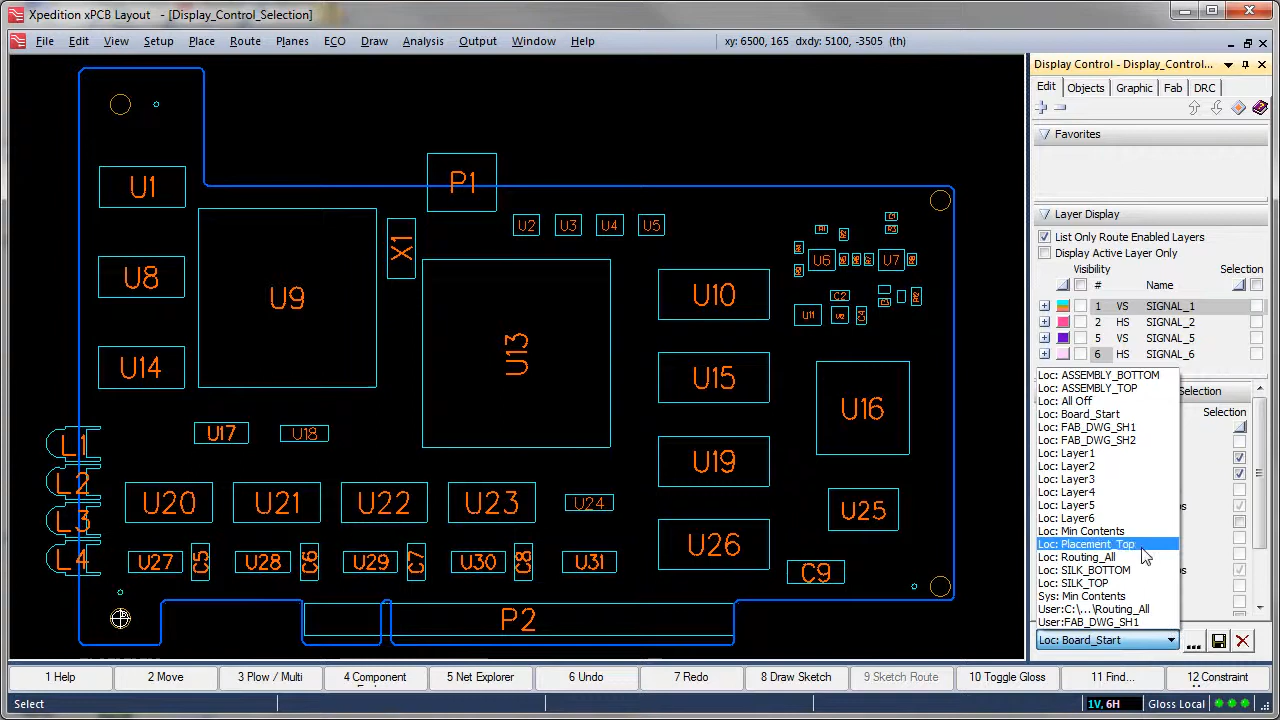 Xpedition xPCB Layout - [Display_Control_Selection]
File Edit View Setup Place Route Planes ECO Draw Analysis Output Window Help
xy: 6500, 165 dxdy: 5100, -3505 (th)
Display Control - Display_Contr...
Edit Objects Graphic Fab DRC
Favorites
Layer Display
List Only Route Enabled Layers
Display Active Layer Only
Visibility Selection
# Name
1 VS SIGNAL_1
2 HS SIGNAL_2
5 VS SIGNAL_5
6 HS SIGNAL_6
Selection
Selection
Loc: ASSEMBLY_BOTTOM
Loc: ASSEMBLY_TOP
Loc: All Off
Loc: Board_Start
Loc: FAB_DWG_SH1
Loc: FAB_DWG_SH2
Loc: Layer1
Loc: Layer2
Loc: Layer3
Loc: Layer4
Loc: Layer5
Loc: Layer6
Loc: Min Contents
Loc: Placement_Top
Loc: Routing_All
Loc: SILK_BOTTOM
Loc: SILK_TOP
Sys: Min Contents
User:C:\...\Routing_All
User:FAB_DWG_SH1
Loc: Board_Start
...
U1
P1
X1
U2 U3 U4 U5
U6 U7
U8
U9
U10
U13
C2
U11
C4
U14
U15
U16
L1
U17 U18
U19
L2
U20 U21 U22 U23 U24
U25
L3
L4
U27 C5 U28 C6 U29 C7 U30 C8 U31
U26
C9
P2
1 Help 2 Move 3 Plow / Multi 4 Component 5 Net Explorer 6 Undo 7 Redo 8 Draw Sketch 9 Sketch Route 10 Toggle Gloss 11 Find... 12 Constraint
Select
1V, 6H Gloss Local